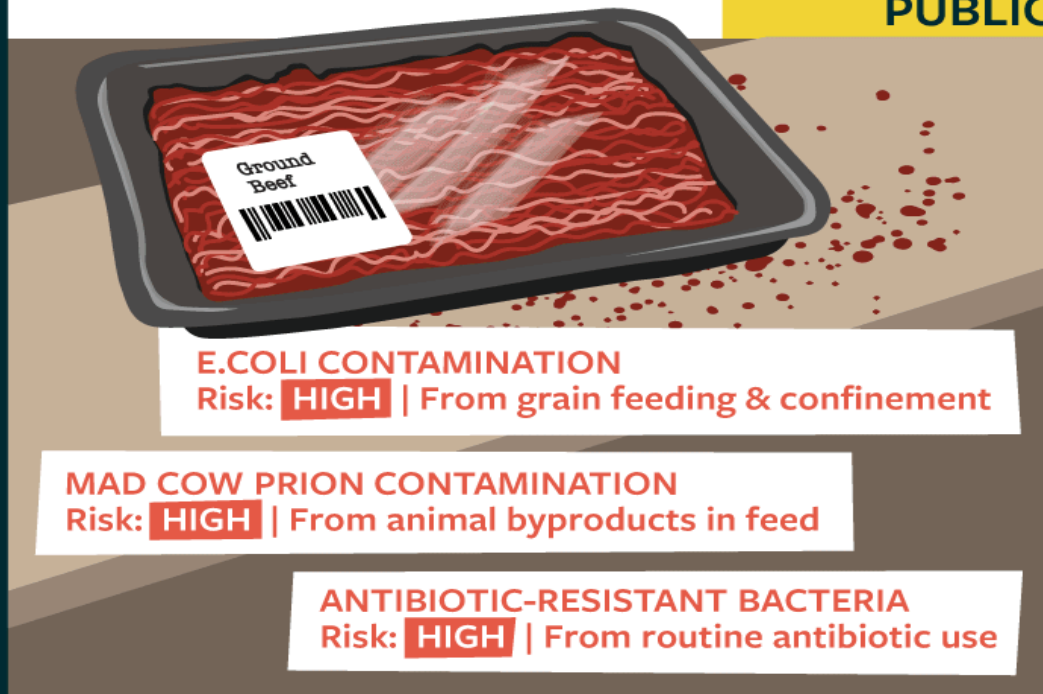 PUBLIC
Ground
Beef
E.COLI CONTAMINATION
Risk: HIGH | From grain feeding & confinement
MAD COW PRION CONTAMINATION
Risk: HIGH | From animal byproducts in feed
ANTIBIOTIC-RESISTANT BACTERIA
Risk: HIGH | From routine antibiotic use